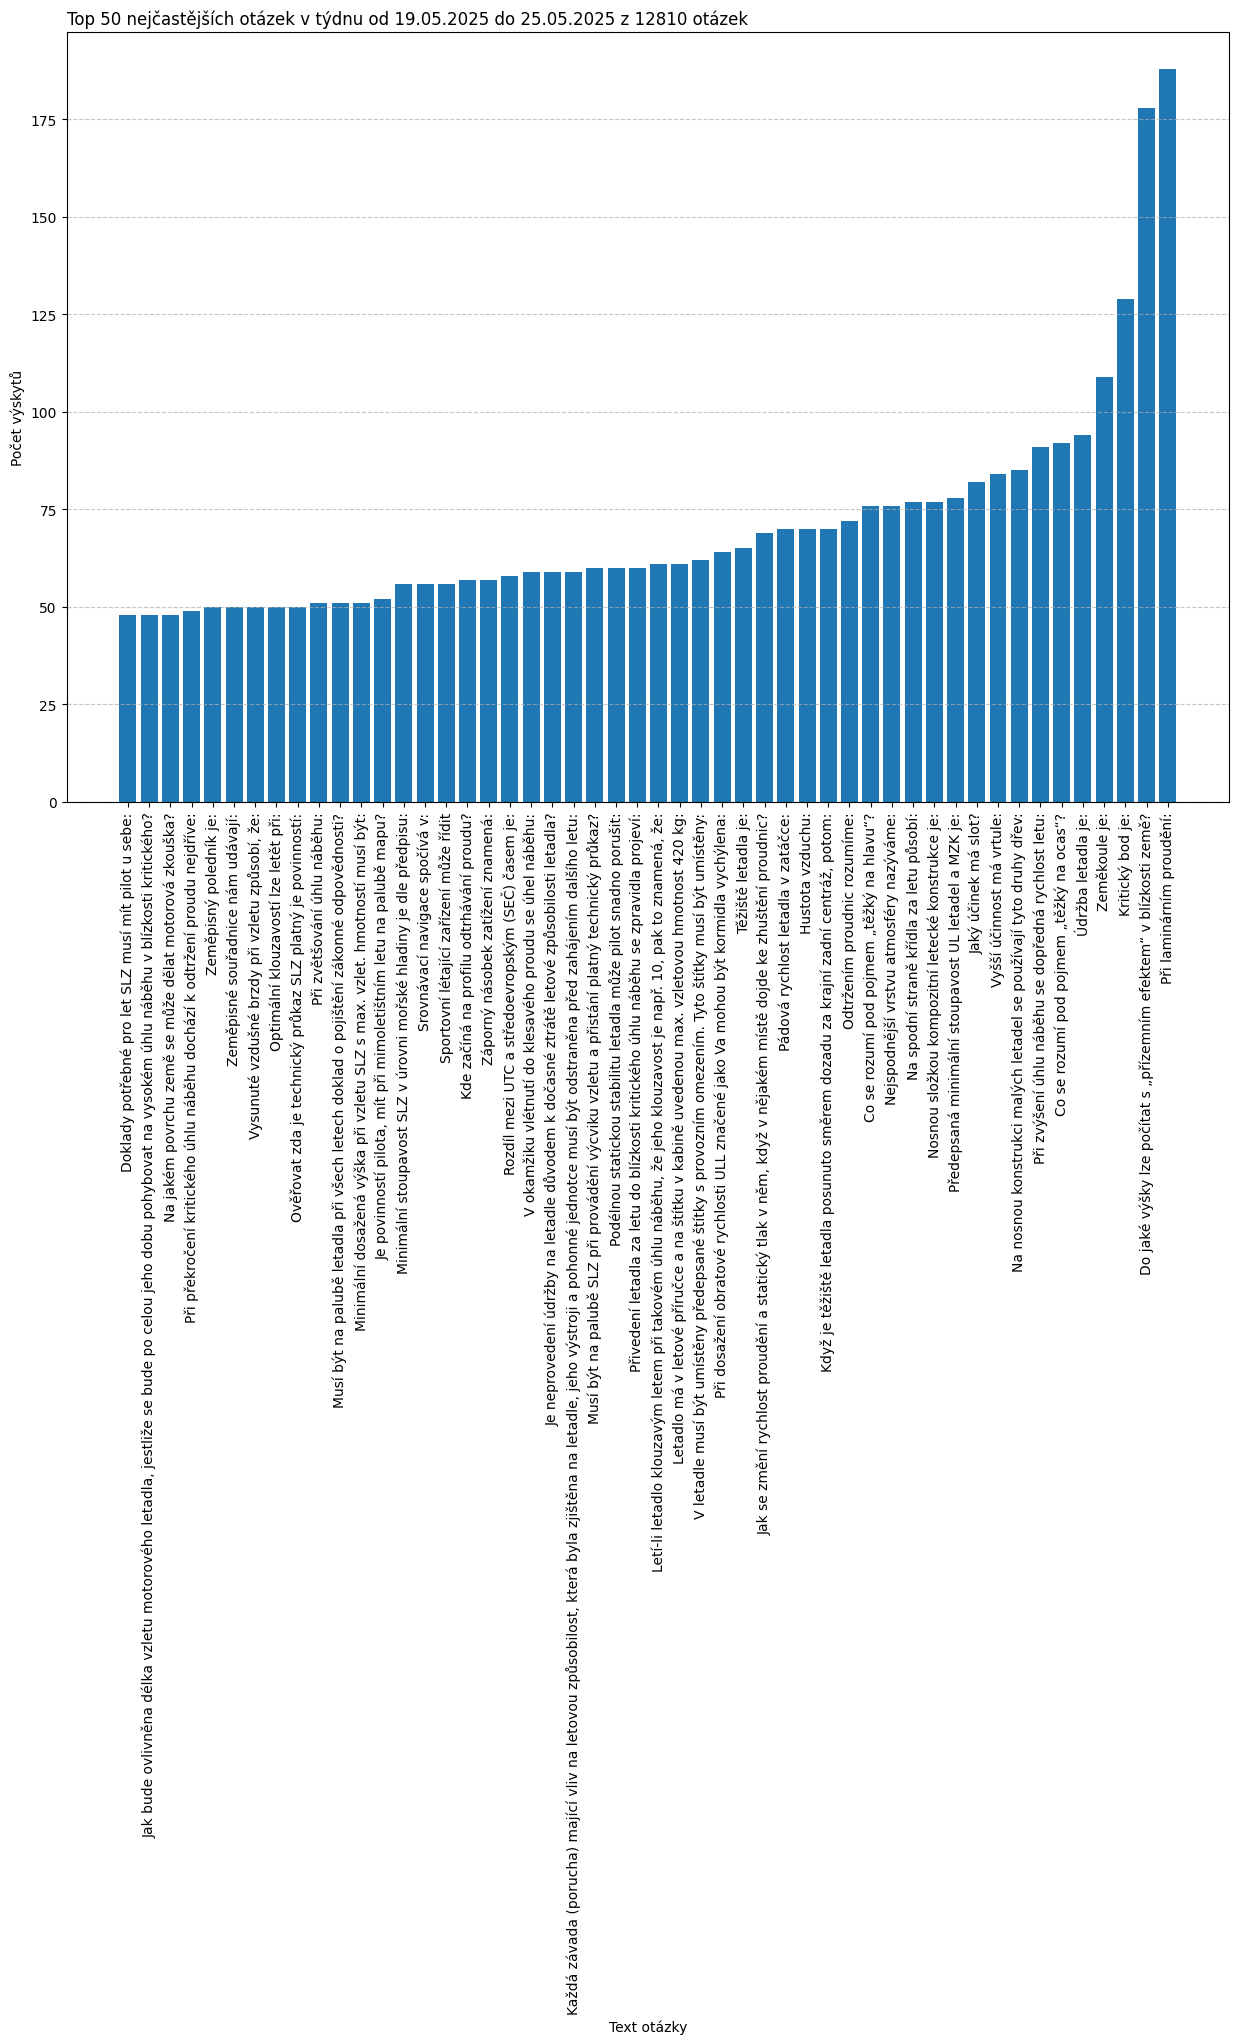 Top 50 nejčastějších otázek v týdnu od 19.05.2025 do 25.05.2025 z 12810 otázek
Počet výskytů
175
150
125
100
75
50
25
0
Doklady potřebné pro let SLZ musí mít pilot u sebe:
Jak bude ovlivněna délka vzletu motorového letadla, jestliže se bude po celou jeho dobu pohybovat na vysokém úhlu náběhu v blízkosti kritického?
Na jakém povrchu země se může dělat motorová zkouška?
Při překročení kritického úhlu náběhu dochází k odtržení proudu nejdříve:
Zeměpisný poledník je:
Zeměpisné souřadnice nám udávají:
Vysunuté vzdušné brzdy při vzletu způsobí, že:
Optimální klouzavostí lze letět při:
Ověřovat zda je technický průkaz SLZ platný je povinností:
Při zvětšování úhlu náběhu:
Musí být na palubě letadla při všech letech doklad o pojištění zákonné odpovědnosti?
Minimální dosažená výška při vzletu SLZ s max. vzlet. hmotností musí být:
Je povinností pilota, mít při mimoletištním letu na palubě mapu?
Minimální stoupavost SLZ v úrovni mořské hladiny je dle předpisu:
Srovnávací navigace spočívá v:
Sportovní létající zařízení může řídit
Kde začíná na profilu odtrhávání proudu?
Záporný násobek zatížení znamená:
Rozdíl mezi UTC a středoevropským (SEČ) časem je:
V okamžiku vlétnutí do klesavého proudu se úhel náběhu:
Je neprovedení údržby na letadle důvodem k dočasné ztrátě letové způsobilosti letadla?
Každá závada (porucha) mající vliv na letovou způsobilost, která byla zjištěna na letadle, jeho výstroji a pohonné jednotce musí být odstraněna před zahájením dalšího letu:
Musí být na palubě SLZ při provádění výcviku vzletu a přistání platný technický průkaz?
Podélnou statickou stabilitu letadla může pilot snadno porušit:
Přivedení letadla za letu do blízkosti kritického úhlu náběhu se zpravidla projeví:
Letí-li letadlo klouzavým letem při takovém úhlu náběhu, že jeho klouzavost je např. 10, pak to znamená, že:
Letadlo má v letové příručce a na štítku v kabině uvedenou max. vzletovou hmotnost 420 kg:
V letadle musí být umístěny předepsané štítky s provozním omezením. Tyto štítky musí být umístěny:
Při dosažení obratové rychlosti ULL značené jako Va mohou být kormidla vychýlena:
Těžiště letadla je:
Jak se změní rychlost proudění a statický tlak v něm, když v nějakém místě dojde ke zhuštění proudnic?
Pádová rychlost letadla v zatáčce:
Hustota vzduchu:
Když je těžiště letadla posunuto směrem dozadu za krajní zadní centráž, potom:
Odtržením proudnic rozumíme:
Co se rozumí pod pojmem „těžký na hlavu“?
Nejspodnější vrstvu atmosféry nazýváme:
Na spodní straně křídla za letu působí:
Nosnou složkou kompozitní letecké konstrukce je:
Předepsaná minimální stoupavost UL letadel a MZK je:
Jaký účinek má slot?
Vyšší účinnost má vrtule:
Na nosnou konstrukci malých letadel se používají tyto druhy dřev:
Při zvýšení úhlu náběhu se dopředná rychlost letu:
Co se rozumí pod pojmem „těžký na ocas“?
Údržba letadla je:
Zeměkoule je:
Kritický bod je:
Do jaké výšky lze počítat s „přízemním efektem“ v blízkosti země?
Při laminárním proudění:
Text otázky